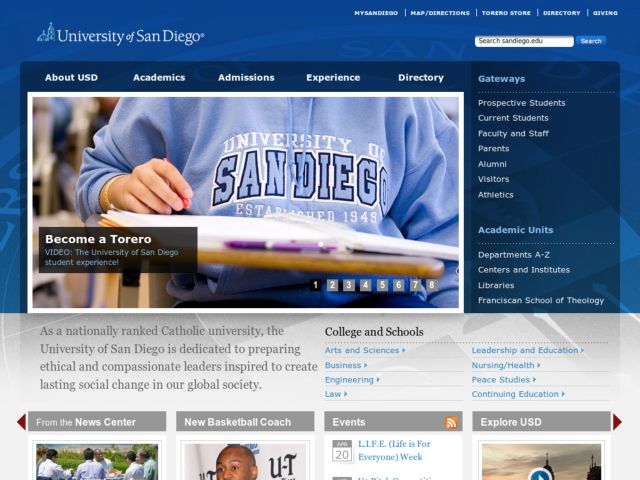 MYSANDIEGO | MAP/DIRECTIONS | TORERO STORE | DIRECTORY | GIVING
University of San Diego®
Search sandiego.edu Search
About USD Academics Admissions Experience Directory
Gateways
Prospective Students
Current Students
Faculty and Staff
Parents
Alumni
Visitors
Athletics
Academic Units
Departments A-Z
Centers and Institutes
Libraries
Franciscan School of Theology
UNIVERSITY OF
SAN DIEGO
ESTABLISHED 1949
Become a Torero
VIDEO: The University of San Diego
student experience!
1 2 3 4 5 6 7 8
As a nationally ranked Catholic university, the
University of San Diego is dedicated to preparing
ethical and compassionate leaders inspired to create
lasting social change in our global society.
College and Schools
Arts and Sciences
Business
Engineering
Law
Leadership and Education
Nursing/Health
Peace Studies
Continuing Education
From the News Center
New Basketball Coach
Events
Explore USD
U-T
APR
20
L.I.F.E. (Life is For
Everyone) Week
APR